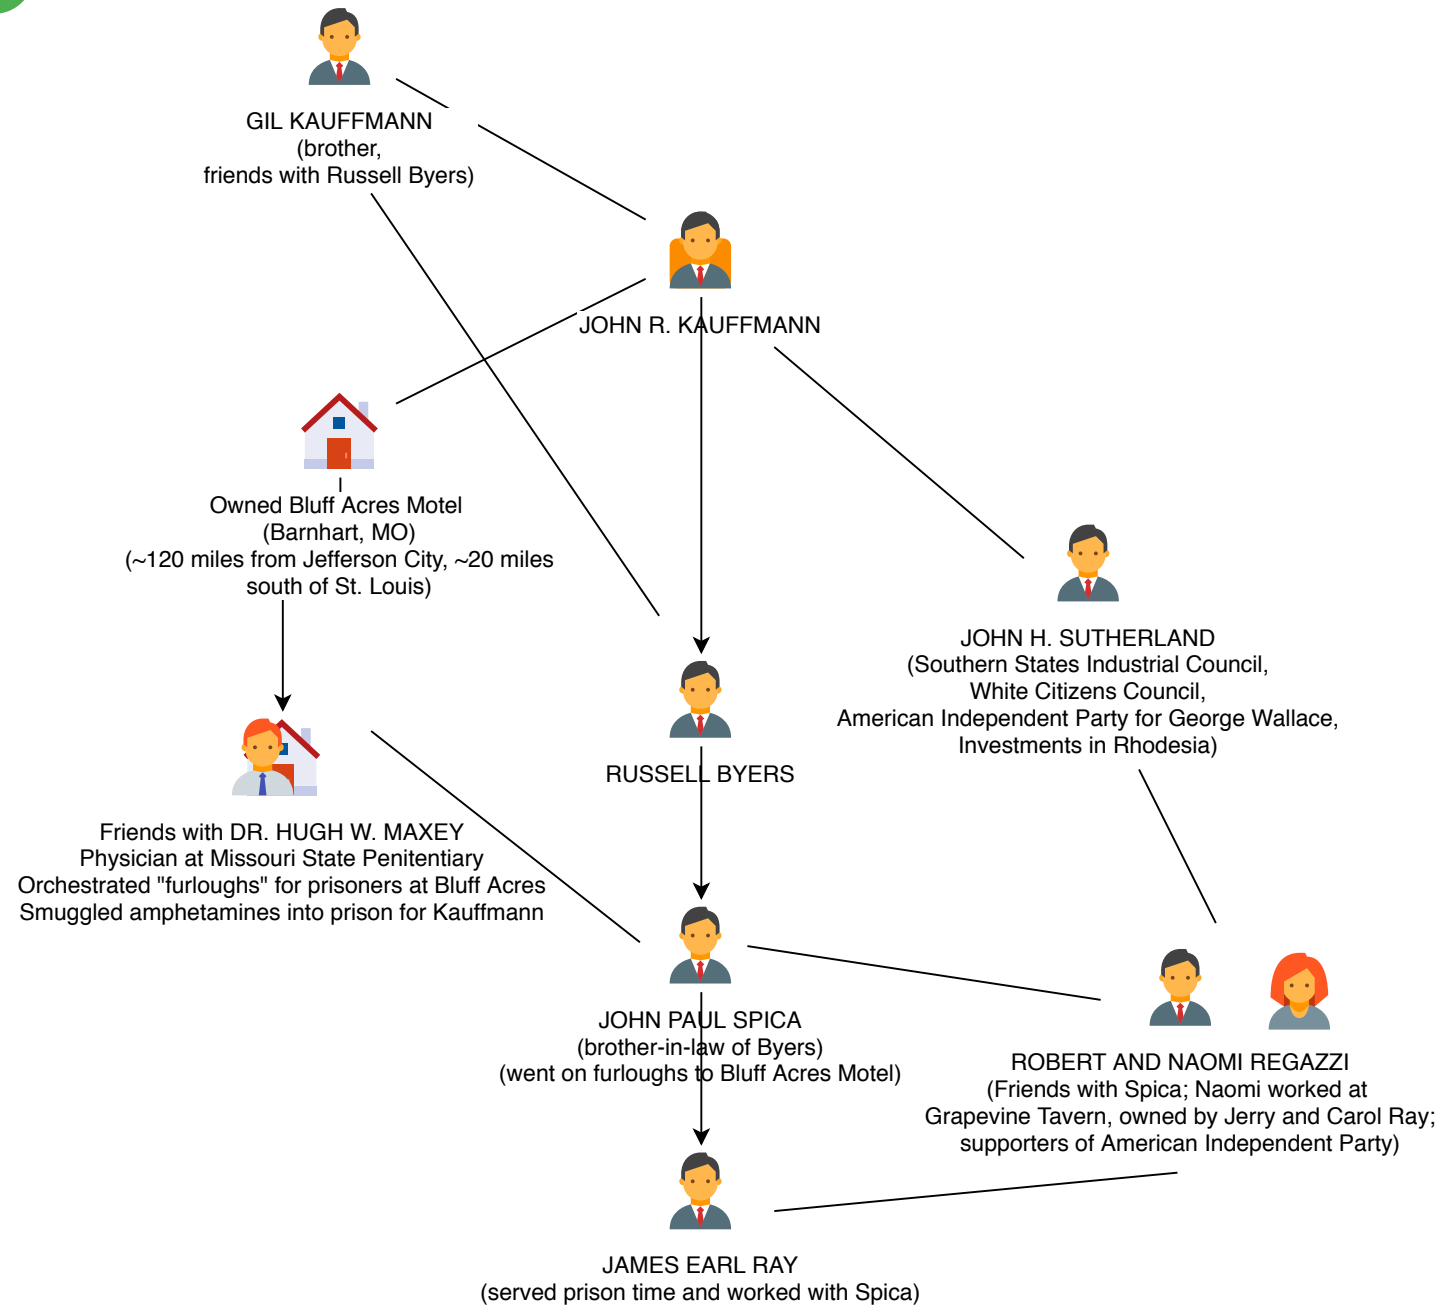 GIL KAUFFMANN
(brother,
friends with Russell Byers)
JOHN R. KAUFFMANN
Owned Bluff Acres Motel
(Barnhart, MO)
(~120 miles from Jefferson City, ~20 miles
south of St. Louis)
JOHN H. SUTHERLAND
(Southern States Industrial Council,
White Citizens Council,
American Independent Party for George Wallace,
Investments in Rhodesia)
RUSSELL BYERS
Friends with DR. HUGH W. MAXEY
Physician at Missouri State Penitentiary
Orchestrated "furloughs" for prisoners at Bluff Acres
Smuggled amphetamines into prison for Kauffmann
JOHN PAUL SPICA
(brother-in-law of Byers)
(went on furloughs to Bluff Acres Motel)
ROBERT AND NAOMI REGAZZI
(Friends with Spica; Naomi worked at
Grapevine Tavern, owned by Jerry and Carol Ray;
supporters of American Independent Party)
JAMES EARL RAY
(served prison time and worked with Spica)